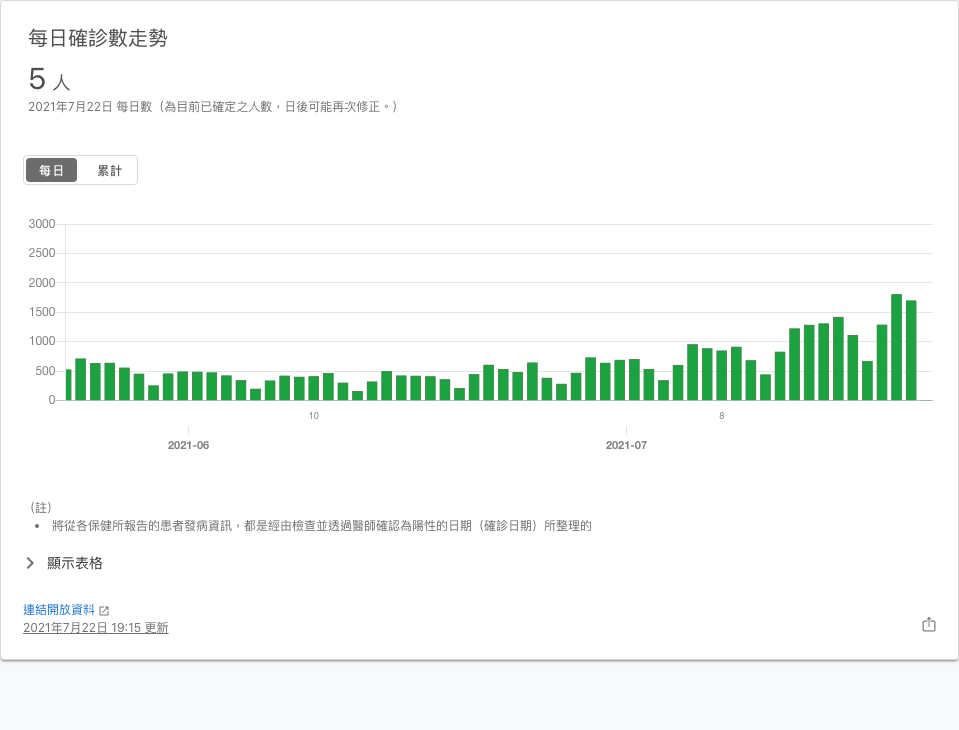 每日確診數走勢
5 人
2021年7月22日 每日數（為目前已確定之人數，日後可能再次修正。）
每日 累計
3000
2500
2000
1500
1000
500
0
10 8
2021-06 2021-07
（註）
• 將從各保健所報告的患者發病資訊，都是經由檢查並透過醫師確認為陽性的日期（確診日期）所整理的
顯示表格
連結開放資料
2021年7月22日 19:15 更新